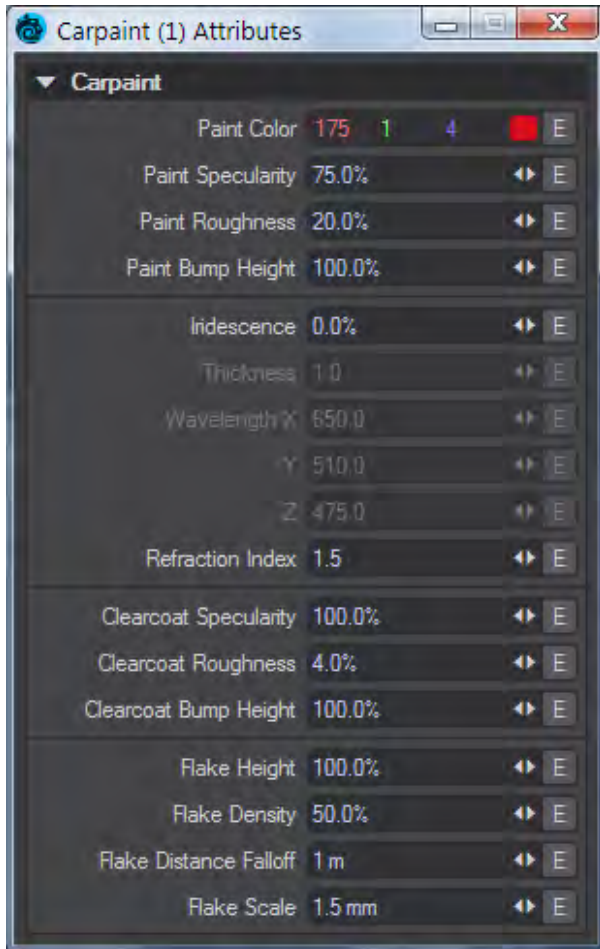 Carpaint (1) Attributes
Carpaint
Paint Color 175 1 4 E
Paint Specularity 75.0% E
Paint Roughness 20.0% E
Paint Bump Height 100.0% E
Iridescence 0.0% E
Thickness 1.0 E
Wavelength X 650.0 E
Y 510.0 E
Z 475.0 E
Refraction Index 1.5 E
Clearcoat Specularity 100.0% E
Clearcoat Roughness 4.0% E
Clearcoat Bump Height 100.0% E
Flake Height 100.0% E
Flake Density 50.0% E
Flake Distance Falloff 1 m E
Flake Scale 1.5 mm E